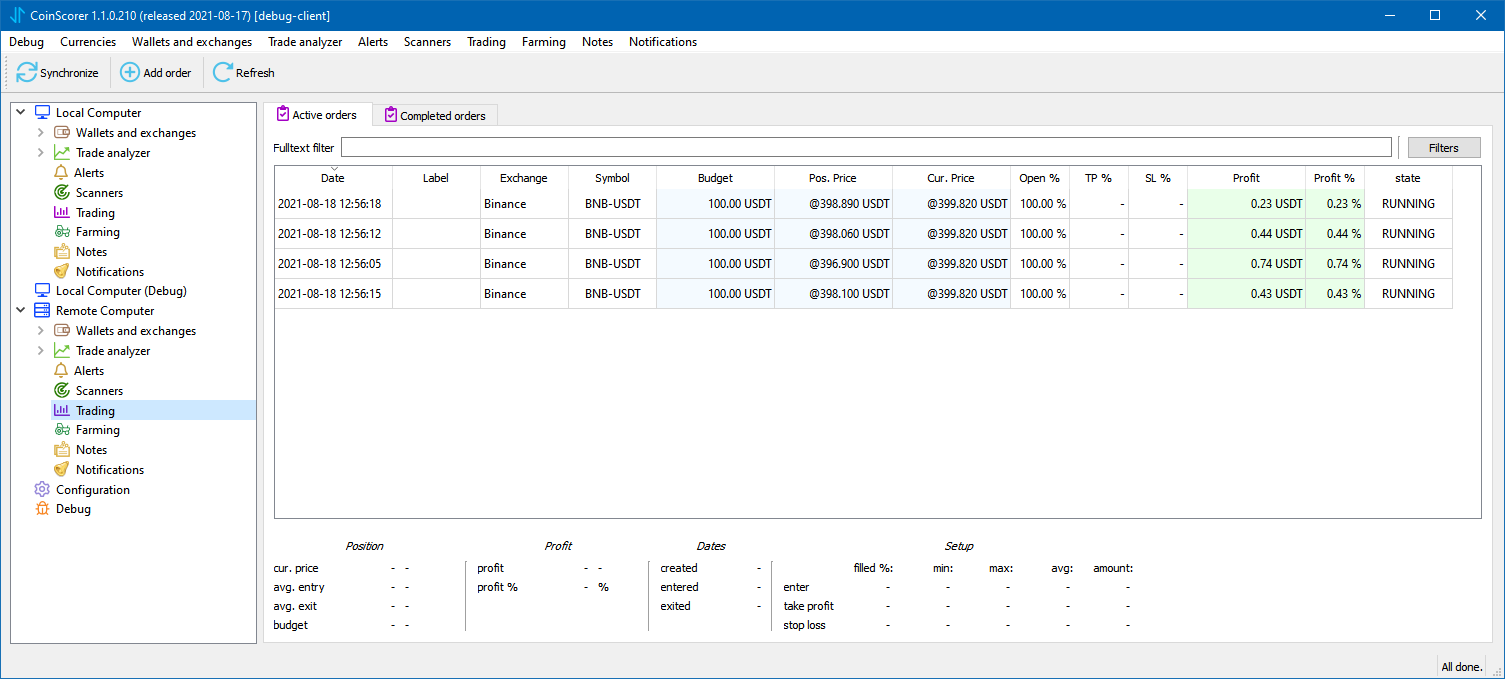 CoinScorer 1.1.0.210 (released 2021-08-17) [debug-client]
Debug Currencies Wallets and exchanges Trade analyzer Alerts Scanners Trading Farming Notes Notifications
Synchronize Add order Refresh
Local Computer
Wallets and exchanges
Trade analyzer
Alerts
Scanners
Trading
Farming
Notes
Notifications
Local Computer (Debug)
Remote Computer
Wallets and exchanges
Trade analyzer
Alerts
Scanners
Trading
Farming
Notes
Notifications
Configuration
Debug
Active orders Completed orders
Fulltext filter Filters
Date Label Exchange Symbol Budget Pos. Price Cur. Price Open % TP % SL % Profit Profit % state
2021-08-18 12:56:18 Binance BNB-USDT 100.00 USDT @398.890 USDT @399.820 USDT 100.00 % - - 0.23 USDT 0.23 % RUNNING
2021-08-18 12:56:12 Binance BNB-USDT 100.00 USDT @398.060 USDT @399.820 USDT 100.00 % - - 0.44 USDT 0.44 % RUNNING
2021-08-18 12:56:05 Binance BNB-USDT 100.00 USDT @396.900 USDT @399.820 USDT 100.00 % - - 0.74 USDT 0.74 % RUNNING
2021-08-18 12:56:15 Binance BNB-USDT 100.00 USDT @398.100 USDT @399.820 USDT 100.00 % - - 0.43 USDT 0.43 % RUNNING
Position Profit Dates Setup
cur. price - - profit - - created - filled %: min: max: avg: amount:
avg. entry - - profit % - % entered - enter - - - - -
avg. exit - - exited - take profit - - - - -
budget - - stop loss - - - - -
All done.